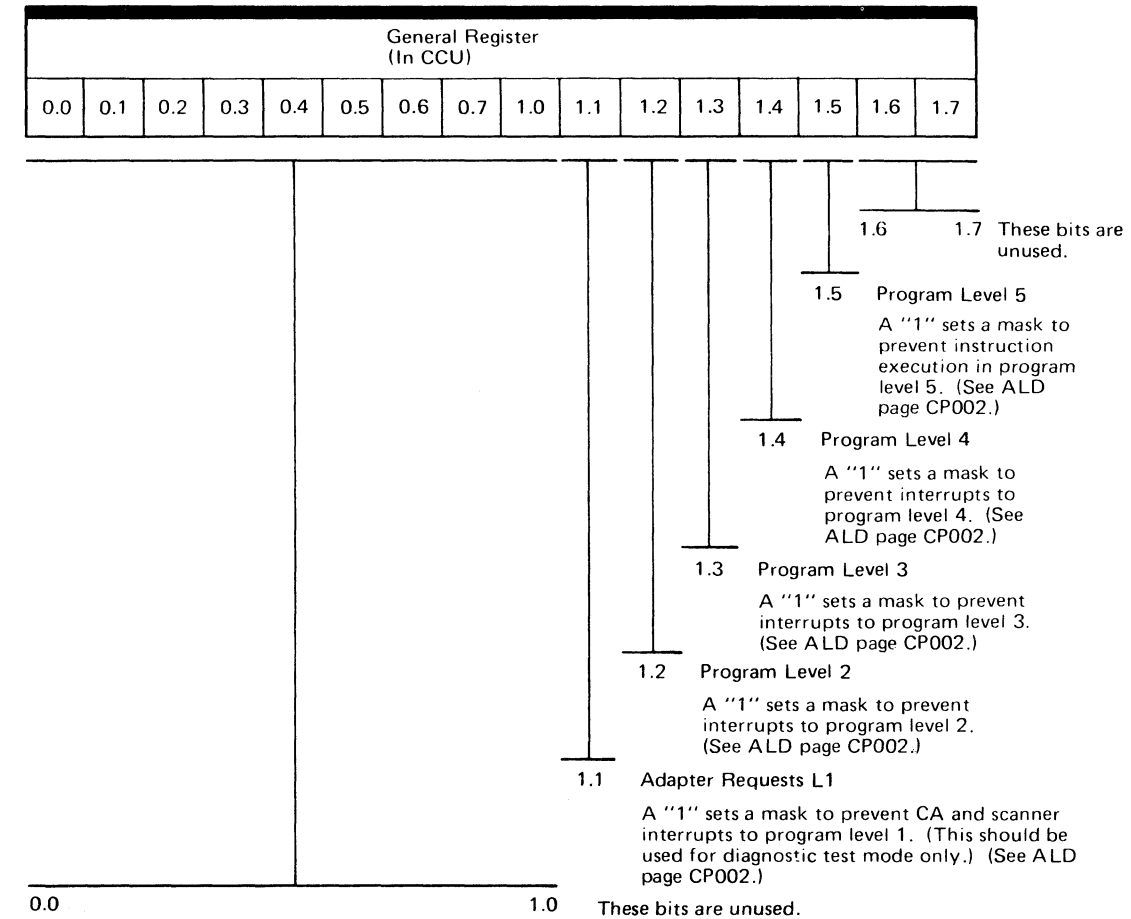 General Register
(In CCU)
0.0 0.1 0.2 0.3 0.4 0.5 0.6 0.7 1.0 1.1 1.2 1.3 1.4 1.5 1.6 1.7
1.6 1.7 These bits are
unused.
1.5 Program Level 5
A "1" sets a mask to
prevent instruction
execution in program
level 5. (See ALD
page CP002.)
1.4 Program Level 4
A "1" sets a mask to
prevent interrupts to
program level 4. (See
ALD page CP002.)
1.3 Program Level 3
A "1" sets a mask to prevent
interrupts to program level 3.
(See ALD page CP002.)
1.2 Program Level 2
A "1" sets a mask to prevent
interrupts to program level 2.
(See ALD page CP002.)
1.1 Adapter Requests L1
A "1" sets a mask to prevent CA and scanner
interrupts to program level 1. (This should be
used for diagnostic test mode only.) (See ALD
page CP002.)
0.0 1.0 These bits are unused.